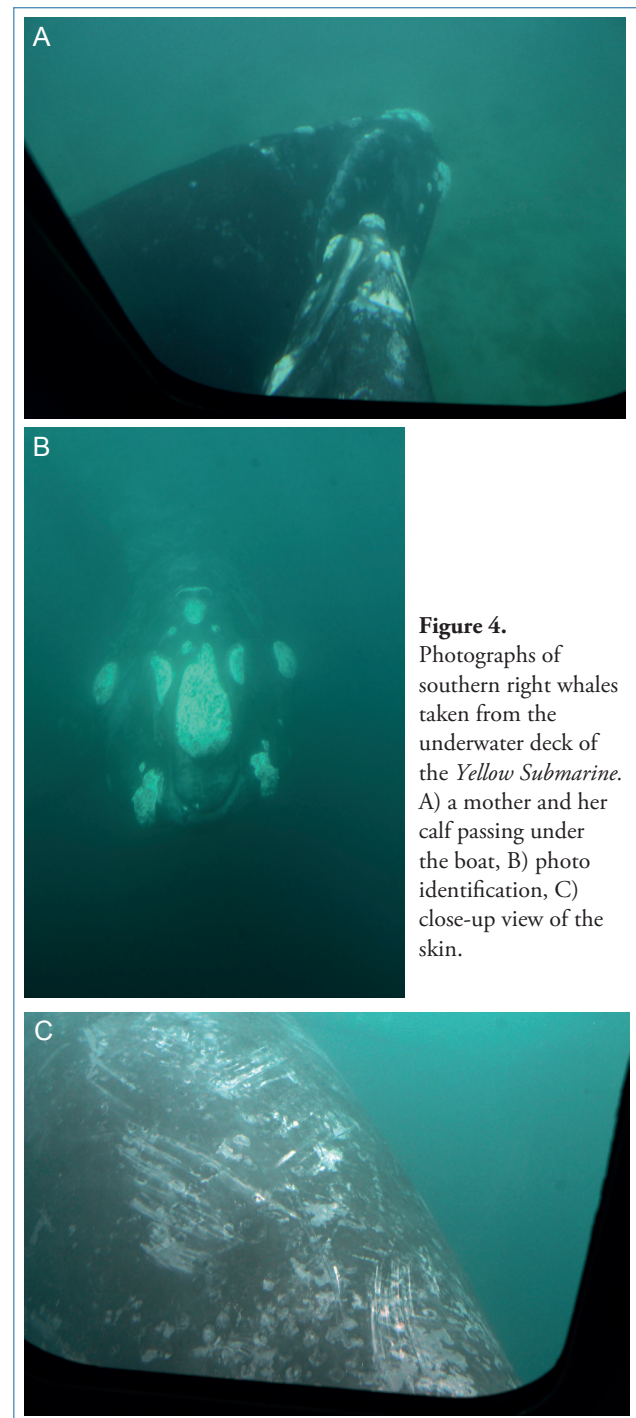 A
B
Figure 4.
Photographs of
southern right whales
taken from the
underwater deck of
the Yellow Submarine.
A) a mother and her
calf passing under
the boat, B) photo
identification, C)
close-up view of the
skin.
C